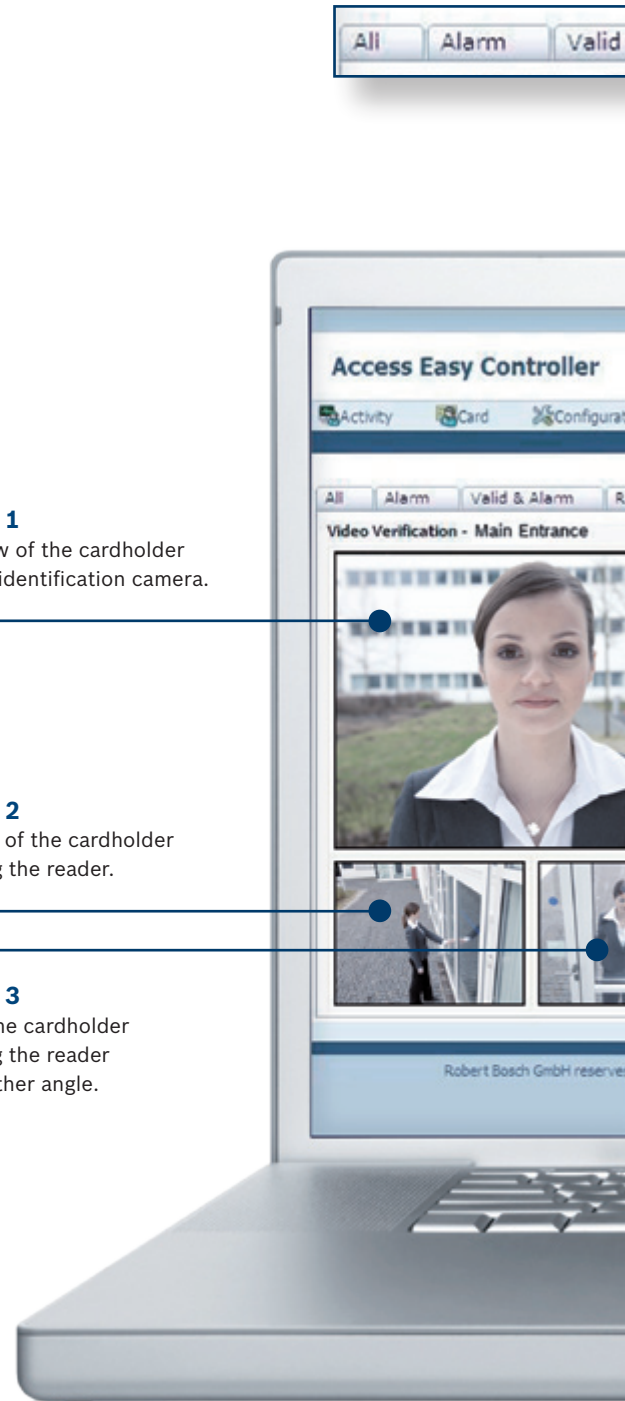 All Alarm Valid
Access Easy Controller
Activity Card
All Alarm Valid & Alarm
Video Verification - Main Entrance
1
of the cardholder
identification camera.
2
of the cardholder
the reader.
3
cardholder
the reader
angle.
Robert Bosch GmbH